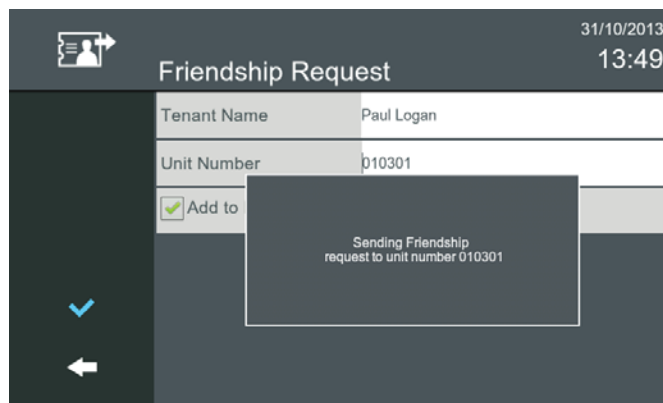 31/10/2013
13:49
Friendship Request
Tenant Name Paul Logan
Unit Number 010301
Add to
Sending Friendship
request to unit number 010301